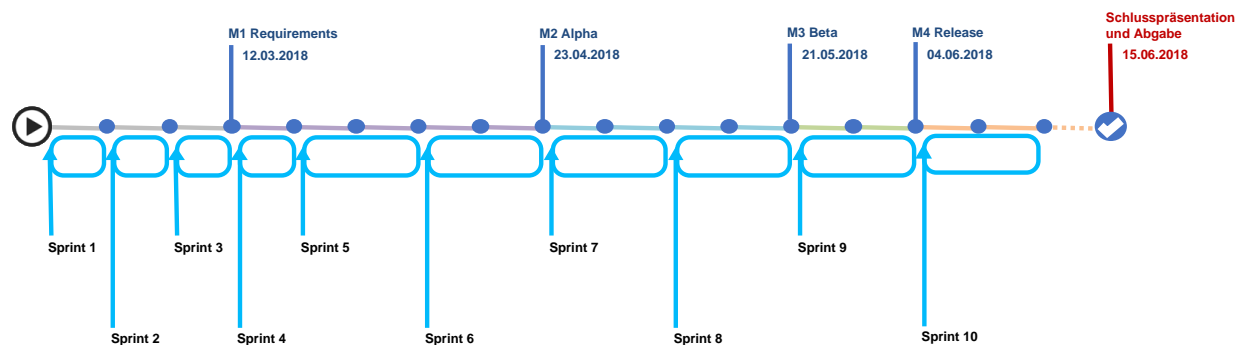 Schlusspräsentation
und Abgabe
15.06.2018
M1 Requirements
12.03.2018
M2 Alpha
23.04.2018
M3 Beta
21.05.2018
M4 Release
04.06.2018
Sprint 1
Sprint 3
Sprint 5
Sprint 7
Sprint 9
Sprint 2
Sprint 4
Sprint 6
Sprint 8
Sprint 10